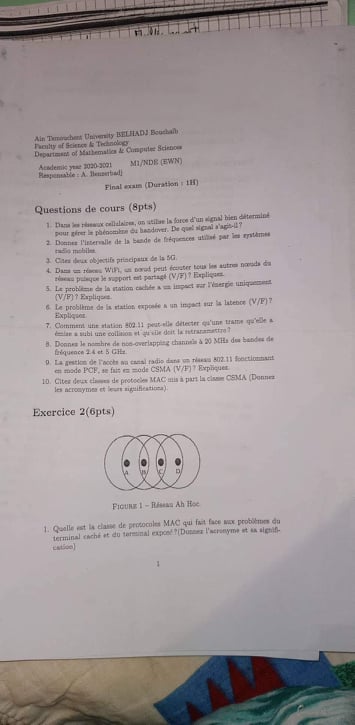 Ain Temouchent University BELHADJ Bouchaib
Faculty of Science & Technology
Department of Mathematics & Computer Sciences
Academic year 2020-2021 M1/NDE (EWN)
Responsable : A. Benzerbadj
Final exam (Duration : 1H)
Questions de cours (8pts)
1. Dans les réseaux cellulaires, on utilise la force d'un signal bien déterminé
pour gérer le phénomène du handover. De quel signal s'agit-il?
2. Donnez l'intervalle de la bande de fréquences utilisé par les systèmes
radio mobiles.
3. Citez deux objectifs principaux de la 5G.
4. Dans un réseau WiFi, un nœud peut écouter tous les autres nœuds du
réseau puisque le support est partagé (V/F)? Expliquez.
5. Le problème de la station cachée a un impact sur l'énergie uniquement
(V/F)? Expliquez.
6. Le problème de la station exposée a un impact sur la latence (V/F)?
Expliquez.
7. Comment une station 802.11 peut-elle détecter qu'une trame qu'elle a
émise a subi une collision et qu'elle doit la retransmettre?
8. Donnez le nombre de non-overlapping channels à 20 MHz des bandes de
fréquence 2.4 et 5 GHz.
9. La gestion de l'accès au canal radio dans un réseau 802.11 fonctionnant
en mode PCF, se fait en mode CSMA (V/F)? Expliquez.
10. Citez deux classes de protocoles MAC mis à part la classe CSMA (Donnez
les acronymes et leurs significations).
Exercice 2(6pts)
A B C D
FIGURE 1 – Réseau Ah Hoc.
1. Quelle est la classe de protocoles MAC qui fait face aux problèmes du
terminal caché et du terminal exposé?(Donnez l'acronyme et sa signifi-
cation)
1